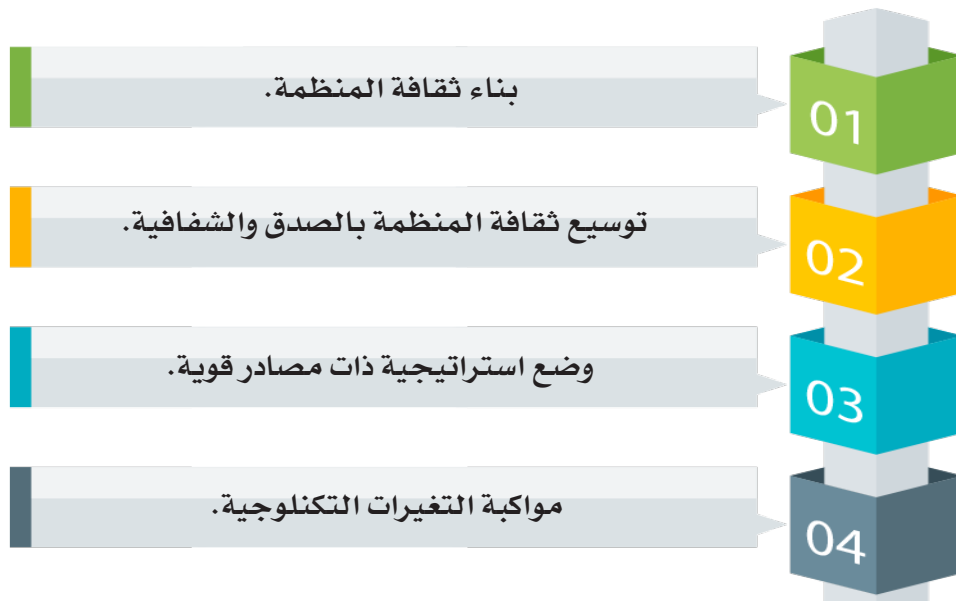 01
بناء ثقافة المنظمة.
02
توسيع ثقافة المنظمة بالصدق والشفافية.
03
وضع استراتيجية ذات مصادر قوية.
04
مواكبة التغيرات التكنلوجية.